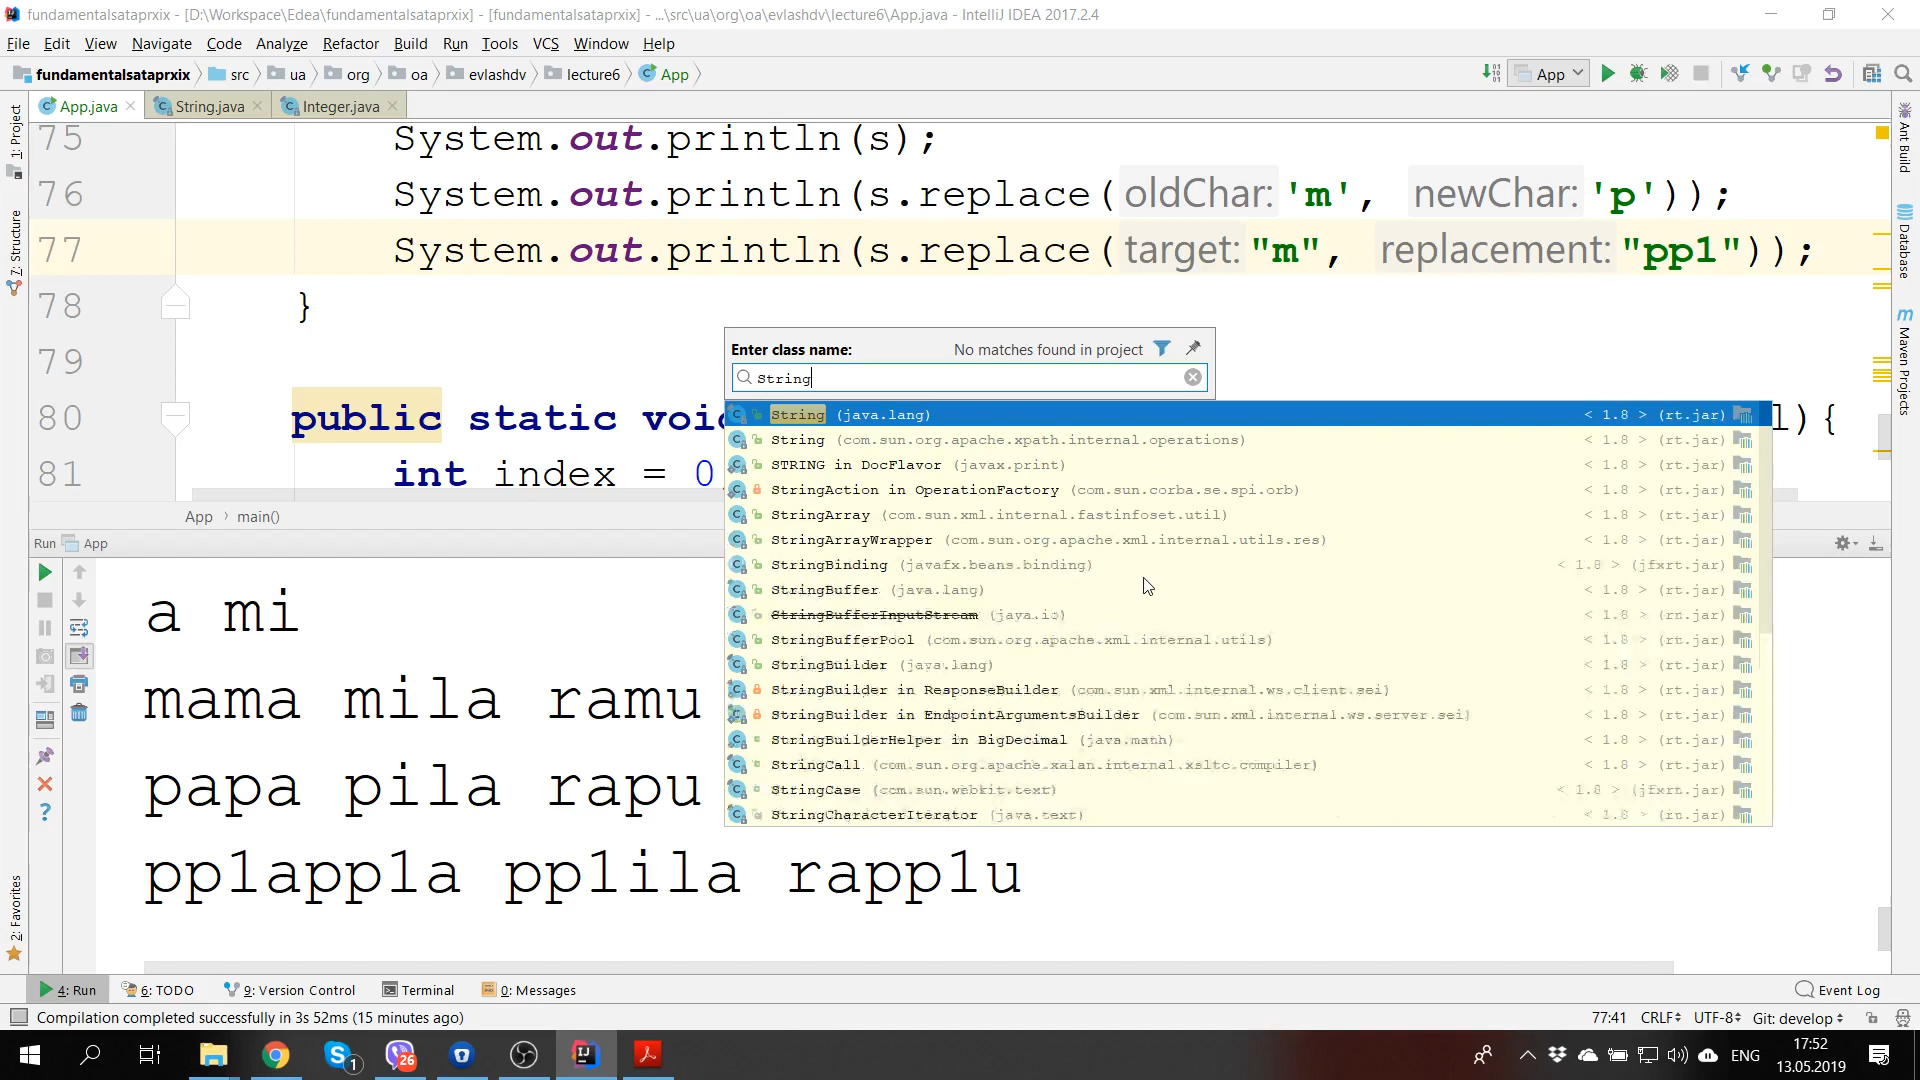 fundamentalsataprxix - [D:\Workspace\Edea\fundamentalsataprxix] - [fundamentalsataprxix] - ...\src\ua\org\oa\evlashdv\lecture6\App.java - IntelliJ IDEA 2017.2.4
File Edit View Navigate Code Analyze Refactor Build Run Tools VCS Window Help
fundamentalsataprxix src ua org oa evlashdv lecture6 App
App
App.java String.java Integer.java
1: Project
7: Structure
2: Favorites
Ant Build
Database
Maven Projects
75 System.out.println(s);
76 System.out.println(s.replace( oldChar: 'm', newChar: 'p'));
77 System.out.println(s.replace( target: "m", replacement: "pp1"));
78 }
79
80 public static voi l) {
81 int index = 0
App › main()
Enter class name: No matches found in project
String
String (java.lang) < 1.8 > (rt.jar)
String (com.sun.org.apache.xpath.internal.operations) < 1.8 > (rt.jar)
STRING in DocFlavor (javax.print) < 1.8 > (rt.jar)
StringAction in OperationFactory (com.sun.corba.se.spi.orb) < 1.8 > (rt.jar)
StringArray (com.sun.xml.internal.fastinfoset.util) < 1.8 > (rt.jar)
StringArrayWrapper (com.sun.org.apache.xml.internal.utils.res) < 1.8 > (rt.jar)
StringBinding (javafx.beans.binding) < 1.8 > (jfxrt.jar)
StringBuffer (java.lang) < 1.8 > (rt.jar)
StringBufferInputStream (java.io) < 1.8 > (rt.jar)
StringBufferPool (com.sun.org.apache.xml.internal.utils) < 1.8 > (rt.jar)
StringBuilder (java.lang) < 1.8 > (rt.jar)
StringBuilder in ResponseBuilder (com.sun.xml.internal.ws.client.sei) < 1.8 > (rt.jar)
StringBuilder in EndpointArgumentsBuilder (com.sun.xml.internal.ws.server.sei) < 1.8 > (rt.jar)
StringBuilderHelper in BigDecimal (java.math) < 1.8 > (rt.jar)
StringCall (com.sun.org.apache.xalan.internal.xsltc.compiler) < 1.8 > (rt.jar)
StringCase (com.sun.webkit.text) < 1.8 > (jfxrt.jar)
StringCharacterIterator (java.text) < 1.8 > (rt.jar)
Run App
a mi
mama mila ramu
papa pila rapu
pp1app1a pp1ila rapp1u
4: Run 6: TODO 9: Version Control Terminal 0: Messages Event Log
Compilation completed successfully in 3s 52ms (15 minutes ago) 77:41 CRLF UTF-8 Git: develop
1 26 ENG 17:52
13.05.2019